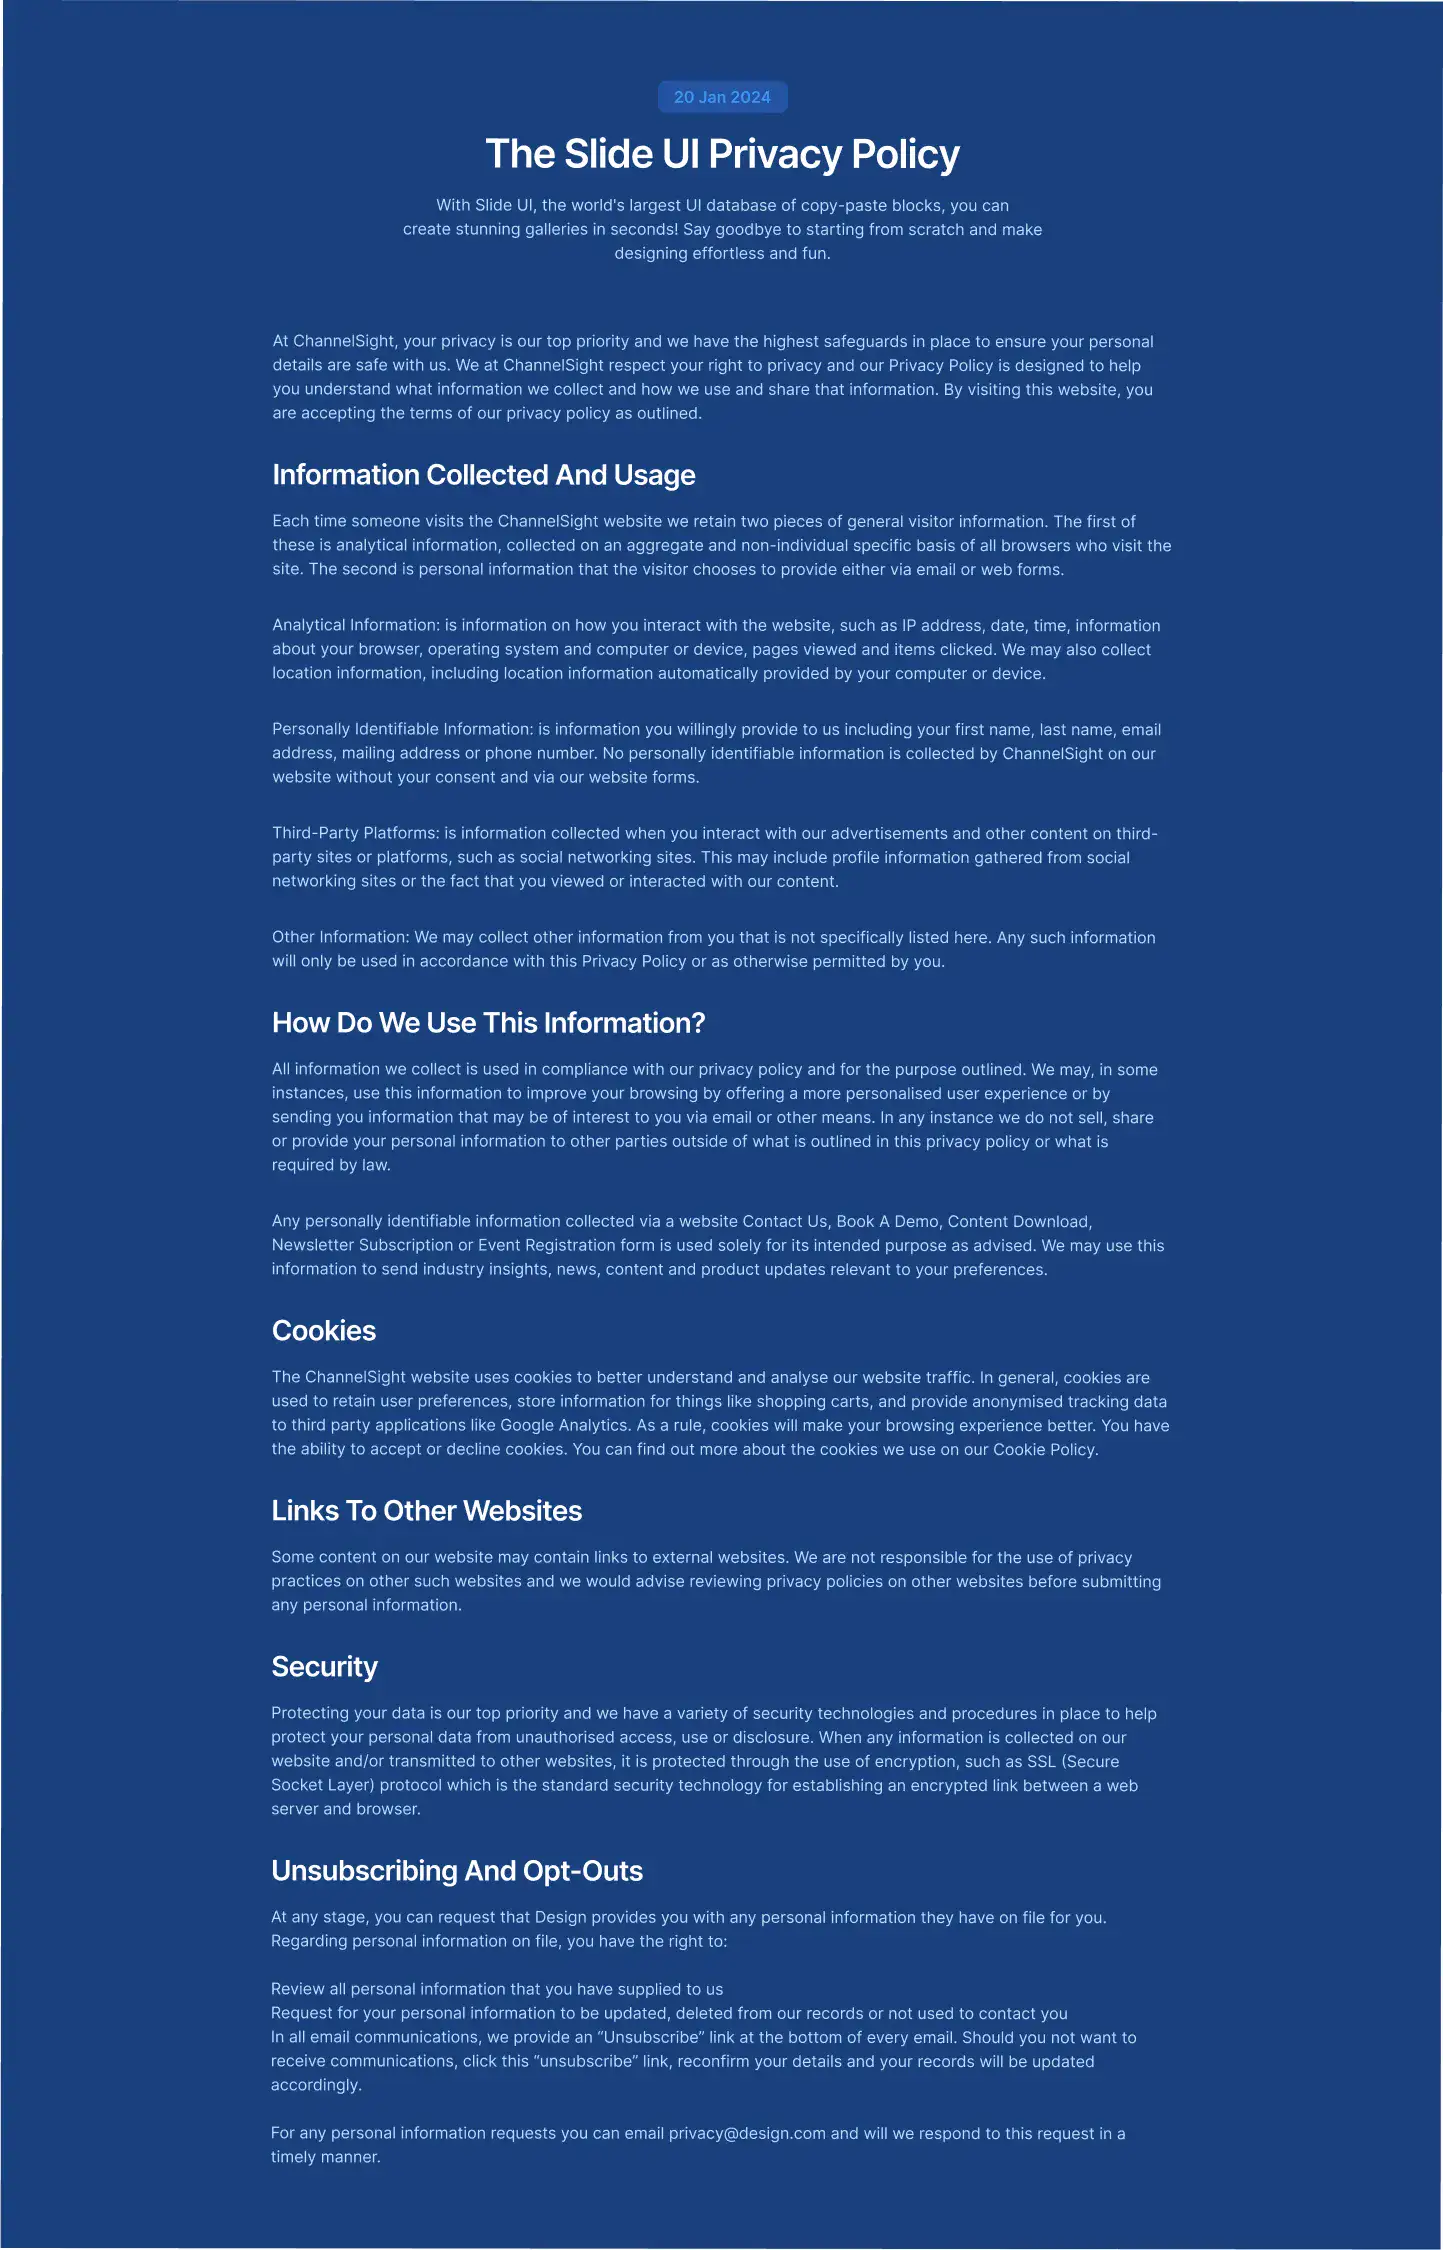 20 Jan 2024
The Slide UI Privacy Policy
With Slide UI, the world's largest UI database of copy-paste blocks, you can
create stunning galleries in seconds! Say goodbye to starting from scratch and make
designing effortless and fun.
At ChannelSight, your privacy is our top priority and we have the highest safeguards in place to ensure your personal
details are safe with us. We at ChannelSight respect your right to privacy and our Privacy Policy is designed to help
you understand what information we collect and how we use and share that information. By visiting this website, you
are accepting the terms of our privacy policy as outlined.
Information Collected And Usage
Each time someone visits the ChannelSight website we retain two pieces of general visitor information. The first of
these is analytical information, collected on an aggregate and non-individual specific basis of all browsers who visit the
site. The second is personal information that the visitor chooses to provide either via email or web forms.
Analytical Information: is information on how you interact with the website, such as IP address, date, time, information
about your browser, operating system and computer or device, pages viewed and items clicked. We may also collect
location information, including location information automatically provided by your computer or device.
Personally Identifiable Information: is information you willingly provide to us including your first name, last name, email
address, mailing address or phone number. No personally identifiable information is collected by ChannelSight on our
website without your consent and via our website forms.
Third-Party Platforms: is information collected when you interact with our advertisements and other content on third-
party sites or platforms, such as social networking sites. This may include profile information gathered from social
networking sites or the fact that you viewed or interacted with our content.
Other Information: We may collect other information from you that is not specifically listed here. Any such information
will only be used in accordance with this Privacy Policy or as otherwise permitted by you.
How Do We Use This Information?
All information we collect is used in compliance with our privacy policy and for the purpose outlined. We may, in some
instances, use this information to improve your browsing by offering a more personalised user experience or by
sending you information that may be of interest to you via email or other means. In any instance we do not sell, share
or provide your personal information to other parties outside of what is outlined in this privacy policy or what is
required by law.
Any personally identifiable information collected via a website Contact Us, Book A Demo, Content Download,
Newsletter Subscription or Event Registration form is used solely for its intended purpose as advised. We may use this
information to send industry insights, news, content and product updates relevant to your preferences.
Cookies
The ChannelSight website uses cookies to better understand and analyse our website traffic. In general, cookies are
used to retain user preferences, store information for things like shopping carts, and provide anonymised tracking data
to third party applications like Google Analytics. As a rule, cookies will make your browsing experience better. You have
the ability to accept or decline cookies. You can find out more about the cookies we use on our Cookie Policy.
Links To Other Websites
Some content on our website may contain links to external websites. We are not responsible for the use of privacy
practices on other such websites and we would advise reviewing privacy policies on other websites before submitting
any personal information.
Security
Protecting your data is our top priority and we have a variety of security technologies and procedures in place to help
protect your personal data from unauthorised access, use or disclosure. When any information is collected on our
website and/or transmitted to other websites, it is protected through the use of encryption, such as SSL (Secure
Socket Layer) protocol which is the standard security technology for establishing an encrypted link between a web
server and browser.
Unsubscribing And Opt-Outs
At any stage, you can request that Design provides you with any personal information they have on file for you.
Regarding personal information on file, you have the right to:
Review all personal information that you have supplied to us
Request for your personal information to be updated, deleted from our records or not used to contact you
In all email communications, we provide an “Unsubscribe” link at the bottom of every email. Should you not want to
receive communications, click this “unsubscribe” link, reconfirm your details and your records will be updated
accordingly.
For any personal information requests you can email privacy@design.com and will we respond to this request in a
timely manner.